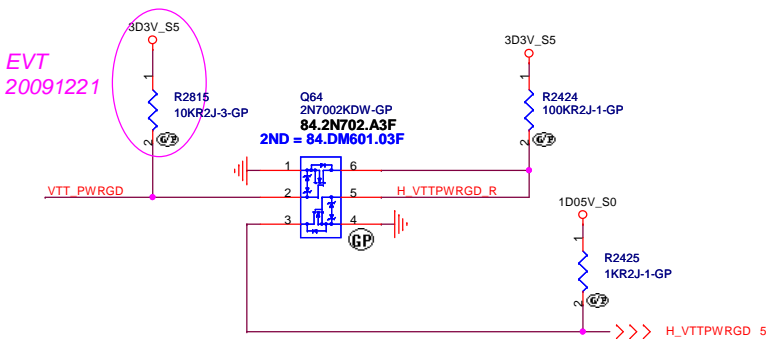 3D3V_S5
3D3V_S5
EVT
20091221
1
R2815
10KR2J-3-GP
2
G/P
Q64
2N7002KDW-GP
84.2N702.A3F
2ND = 84.DM601.03F
1
R2424
100KR2J-1-GP
2
G/P
1
6
VTT_PWRGD
2
5
H_VTTPWRGD_R
3
4
GP
1D05V_S0
1
R2425
1KR2J-1-GP
2
G/P
H_VTTPWRGD 5